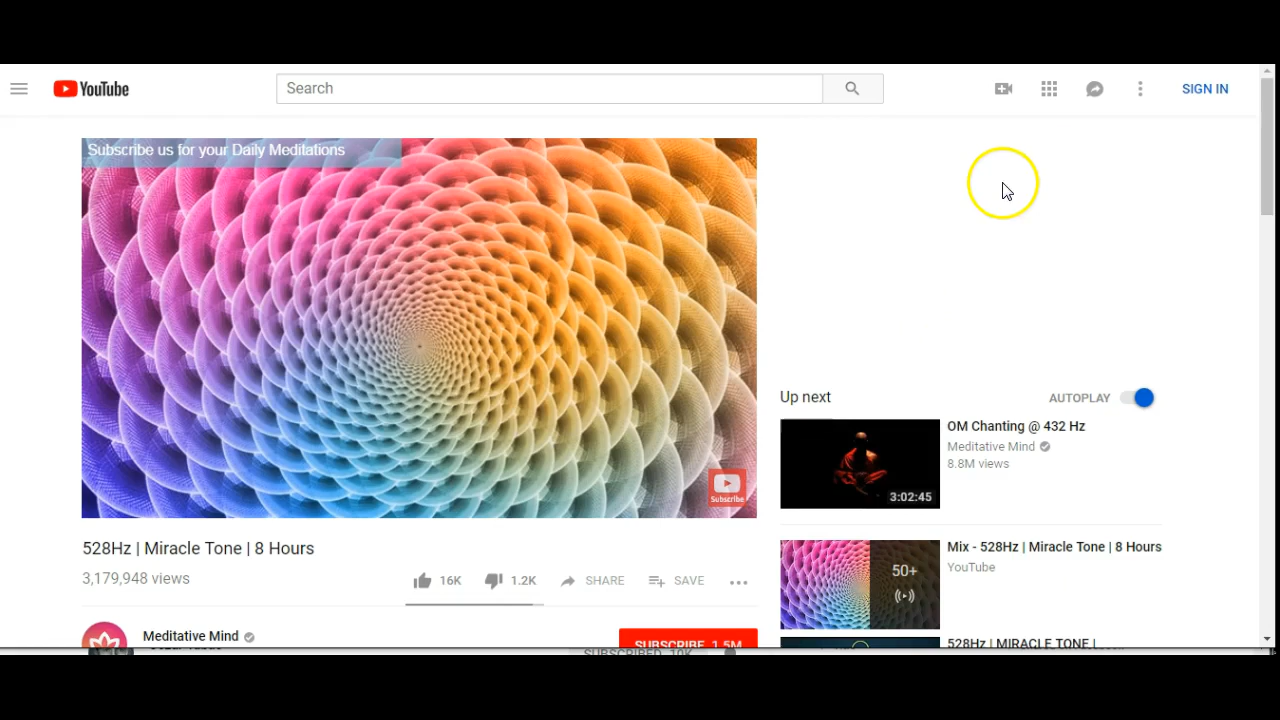 YouTube
Search
SIGN IN
Subscribe us for your Daily Meditations
Subscribe
528Hz | Miracle Tone | 8 Hours
3,179,948 views
16K
1.2K
SHARE
SAVE
Meditative Mind
SUBSCRIBE 1.5M
SUBSCRIBED 10K
Up next
AUTOPLAY
OM Chanting @ 432 Hz
Meditative Mind
8.8M views
3:02:45
Mix - 528Hz | Miracle Tone | 8 Hours
YouTube
50+
528Hz | MIRACLE TONE |